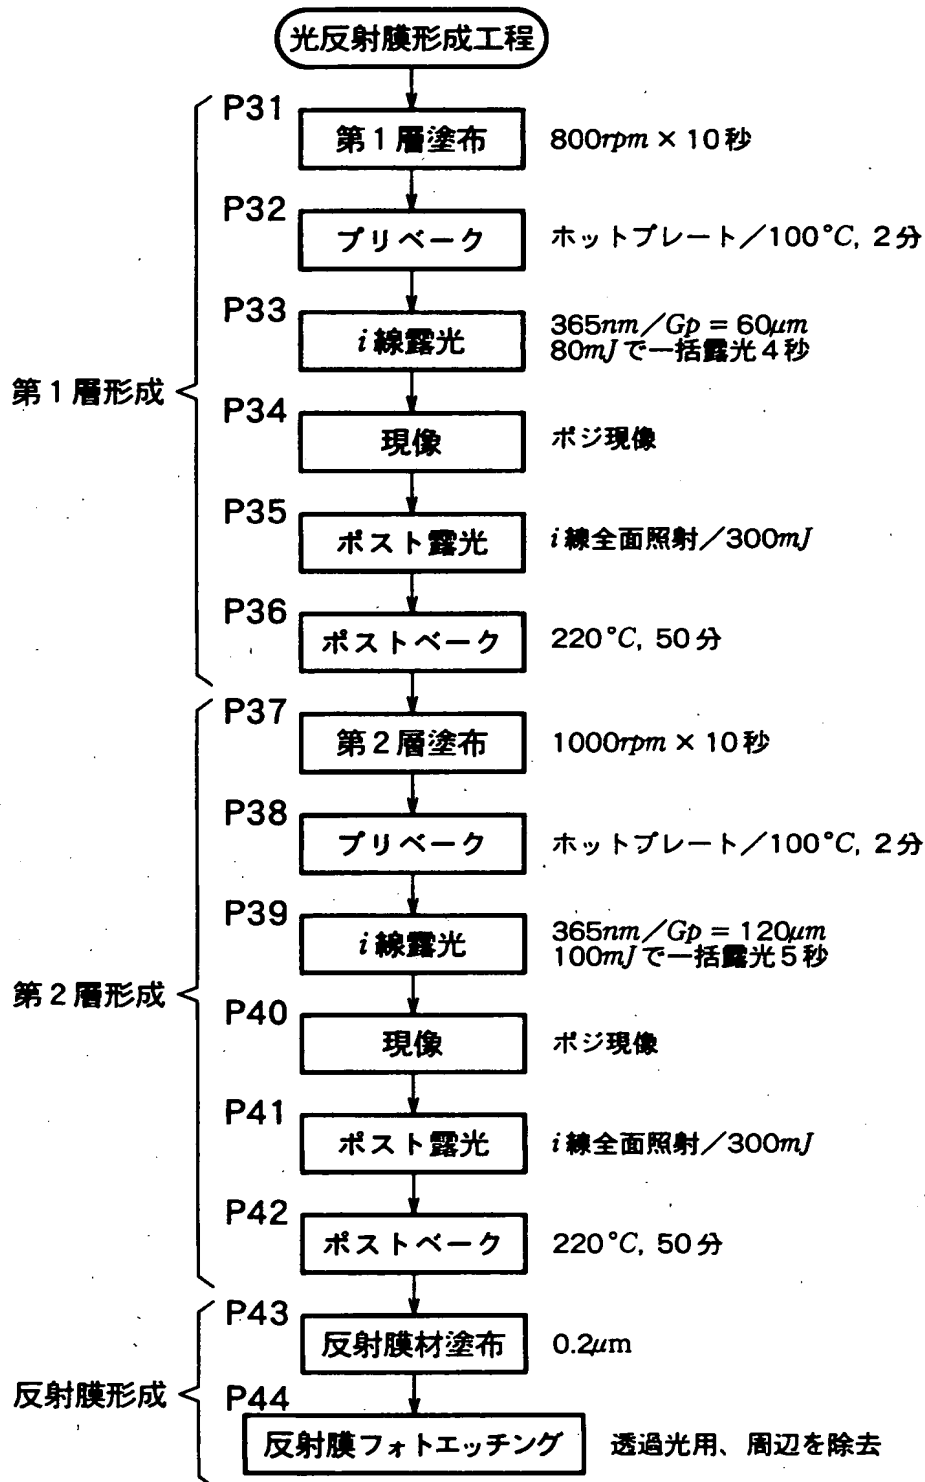 光反射膜形成工程
第1層形成
P31
第1層塗布
800rpm × 10秒
P32
プリベーク
ホットプレート／100℃, 2分
P33
i線露光
365nm／Gp = 60μm
80mJで一括露光4秒
P34
現像
ポジ現像
P35
ポスト露光
i線全面照射／300mJ
P36
ポストベーク
220℃, 50分
第2層形成
P37
第2層塗布
1000rpm × 10秒
P38
プリベーク
ホットプレート／100℃, 2分
P39
i線露光
365nm／Gp = 120μm
100mJで一括露光5秒
P40
現像
ポジ現像
P41
ポスト露光
i線全面照射／300mJ
P42
ポストベーク
220℃, 50分
反射膜形成
P43
反射膜材塗布
0.2μm
P44
反射膜フォトエッチング
透過光用、周辺を除去